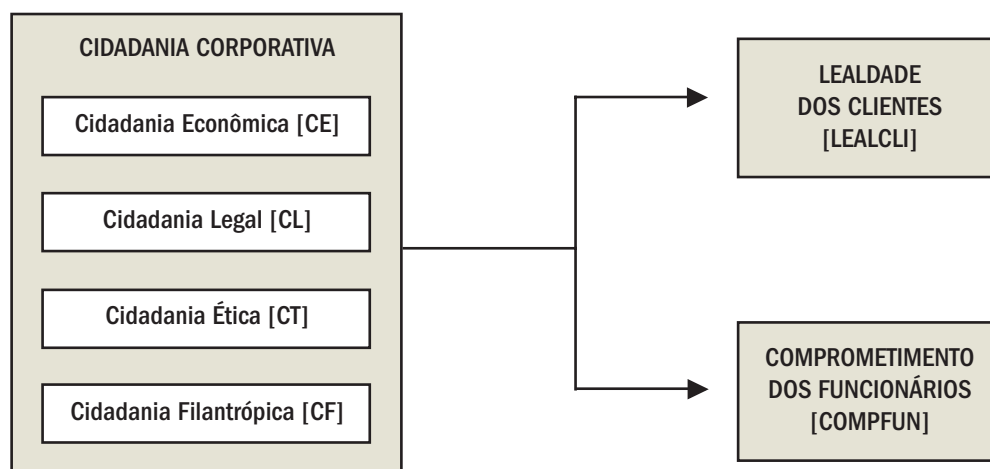 CIDADANIA CORPORATIVA
Cidadania Econômica [CE]
Cidadania Legal [CL]
Cidadania Ética [CT]
Cidadania Filantrópica [CF]
LEALDADE
DOS CLIENTES
[LEALCLI]
COMPROMETIMENTO
DOS FUNCIONÁRIOS
[COMPFUN]